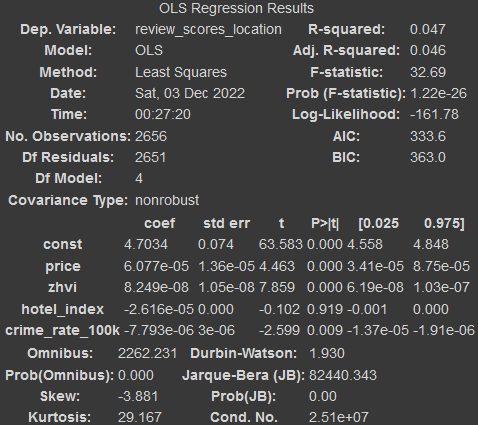 OLS Regression Results
Dep. Variable: review_scores_location R-squared: 0.047
Model: OLS Adj. R-squared: 0.046
Method: Least Squares F-statistic: 32.69
Date: Sat, 03 Dec 2022 Prob (F-statistic): 1.22e-26
Time: 00:27:20 Log-Likelihood: -161.78
No. Observations: 2656 AIC: 333.6
Df Residuals: 2651 BIC: 363.0
Df Model: 4
Covariance Type: nonrobust
coef std err t P>|t| [0.025 0.975]
const 4.7034 0.074 63.583 0.000 4.558 4.848
price 6.077e-05 1.36e-05 4.463 0.000 3.41e-05 8.75e-05
zhvi 8.249e-08 1.05e-08 7.859 0.000 6.19e-08 1.03e-07
hotel_index -2.616e-05 0.000 -0.102 0.919 -0.001 0.000
crime_rate_100k -7.793e-06 3e-06 -2.599 0.009 -1.37e-05 -1.91e-06
Omnibus: 2262.231 Durbin-Watson: 1.930
Prob(Omnibus): 0.000 Jarque-Bera (JB): 82440.343
Skew: -3.881 Prob(JB): 0.00
Kurtosis: 29.167 Cond. No. 2.51e+07